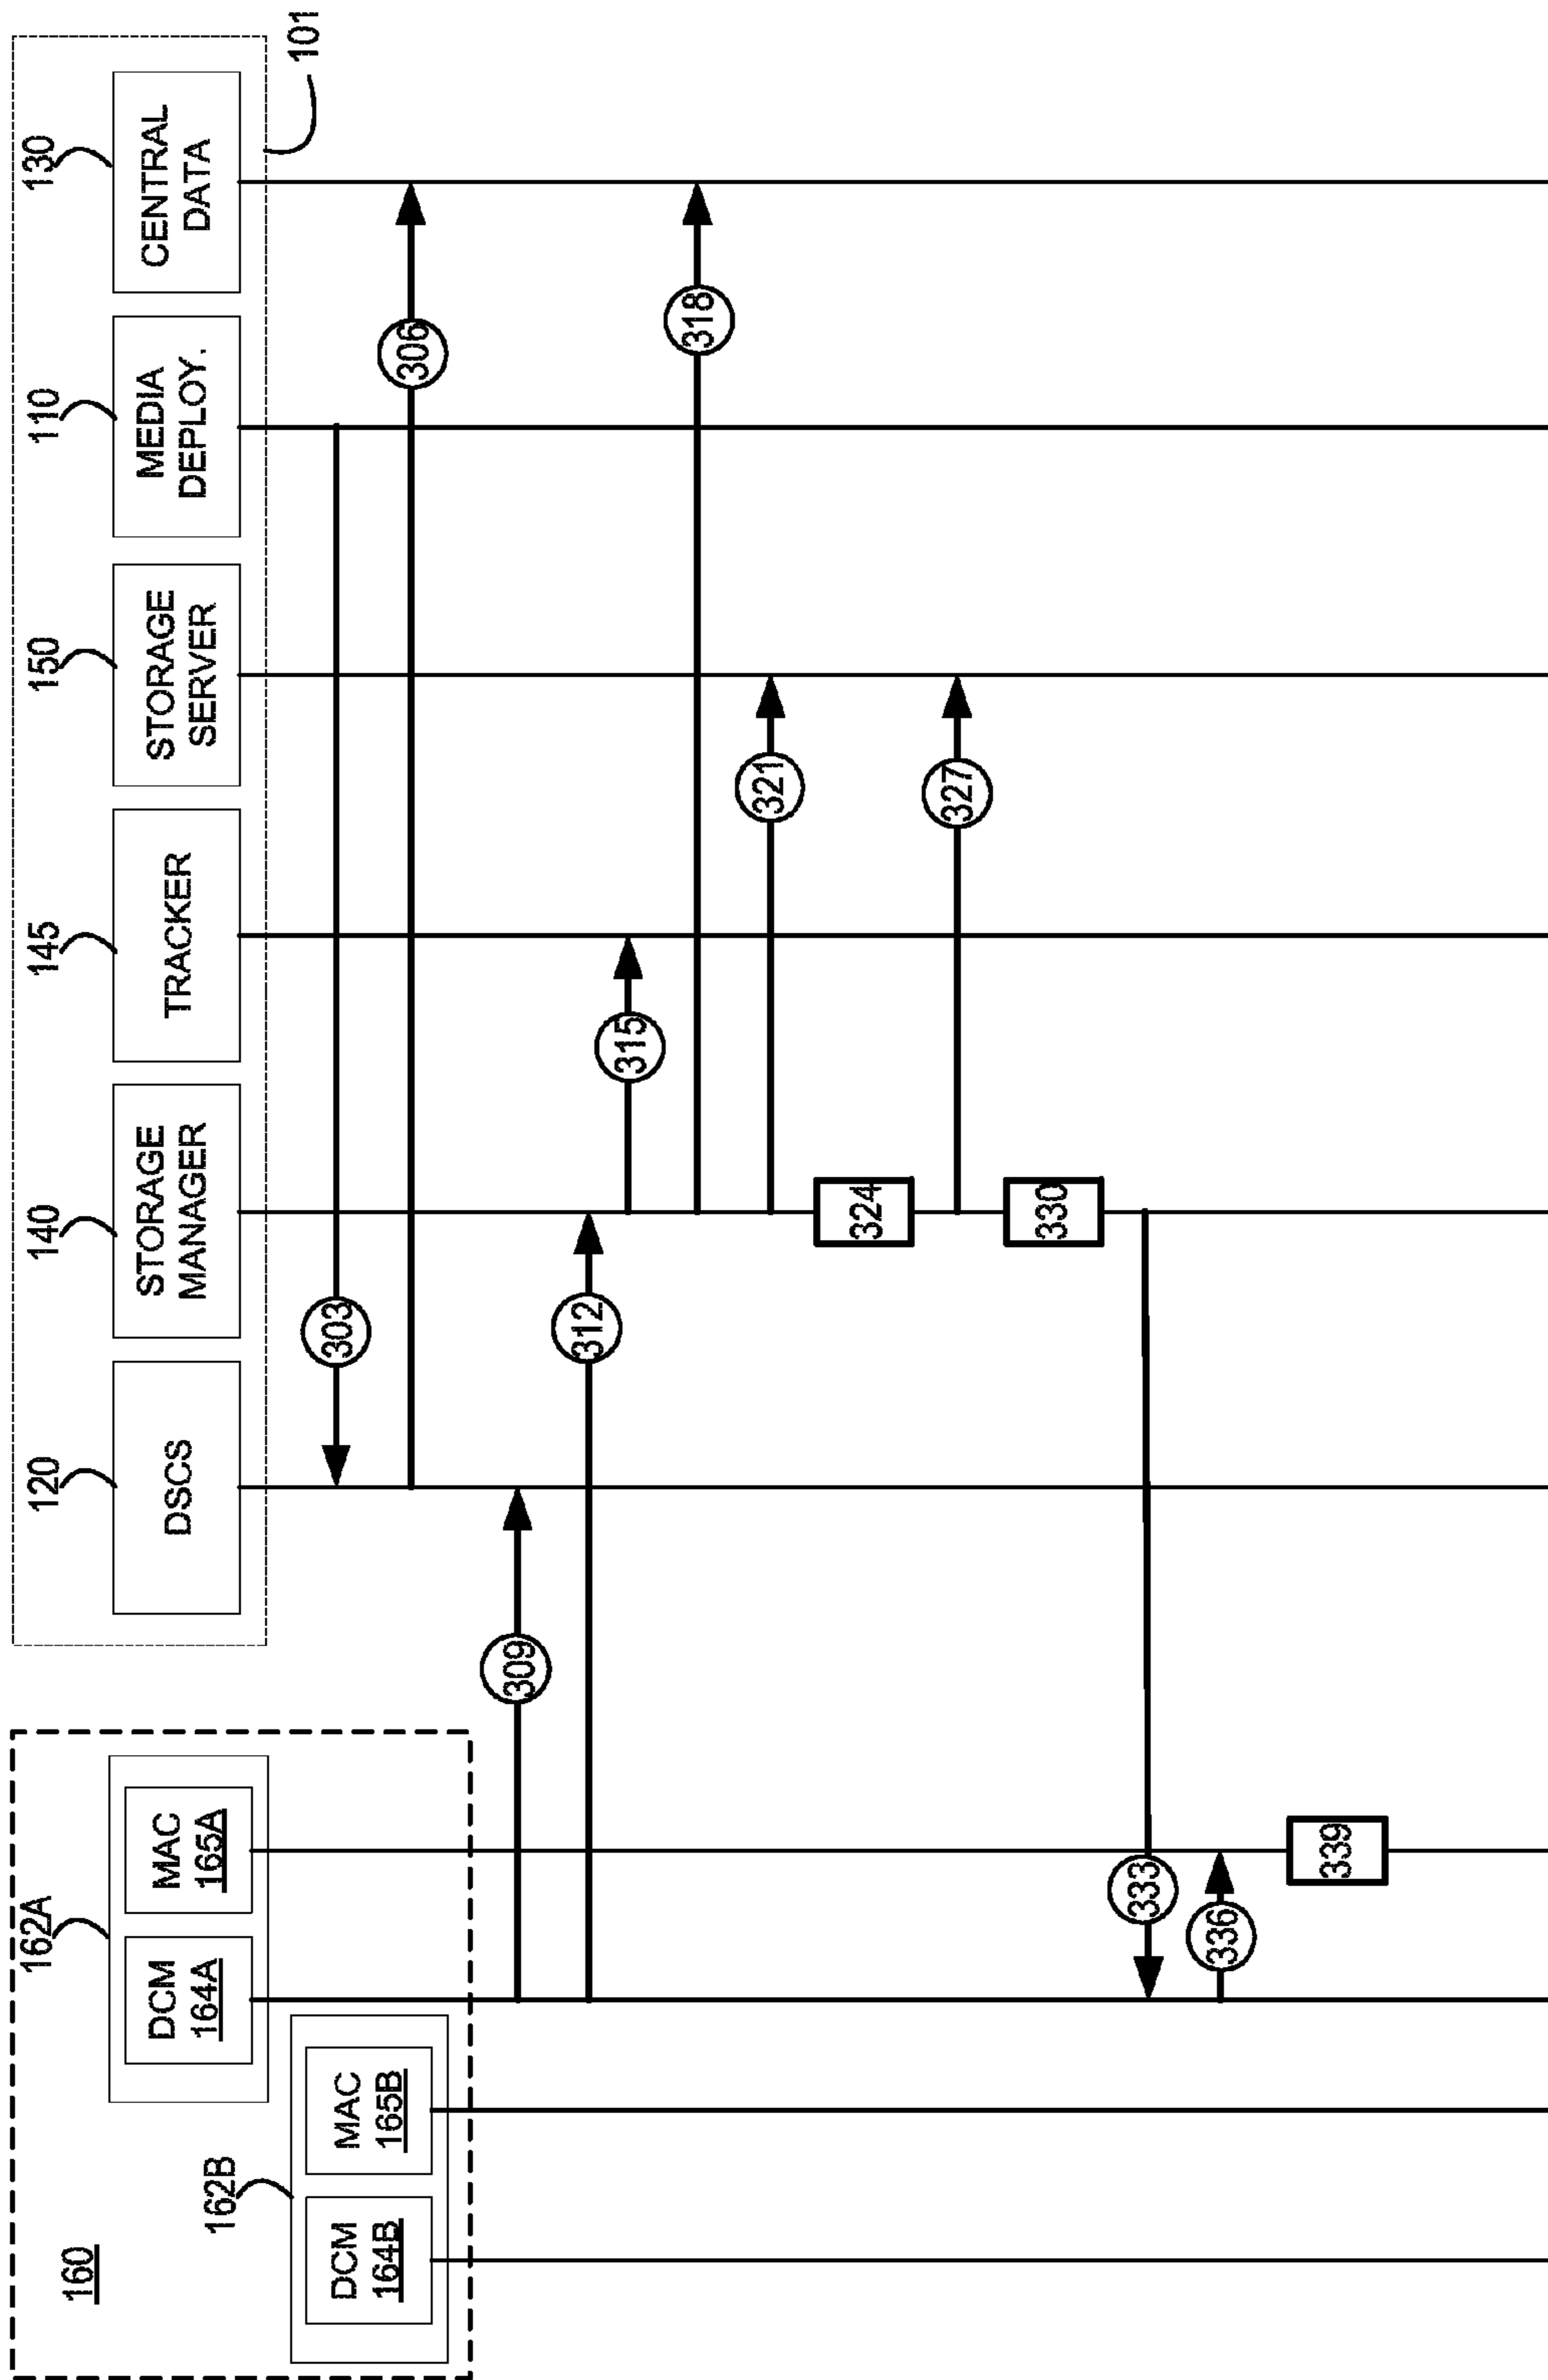 160
162B
DCM
164B
MAC
165B
162A
DCM
164A
MAC
165A
120
DSCS
140
STORAGE
MANAGER
145
TRACKER
150
STORAGE
SERVER
110
MEDIA
DEPLOY.
130
CENTRAL
DATA
101
303
306
309
312
315
318
321
324
327
330
333
336
339